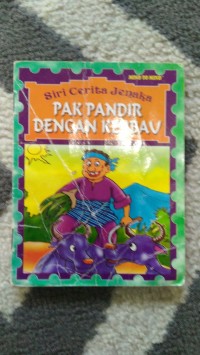 Siri Cerita Jenaka
PAK PANDIR
DENGAN KERBAU